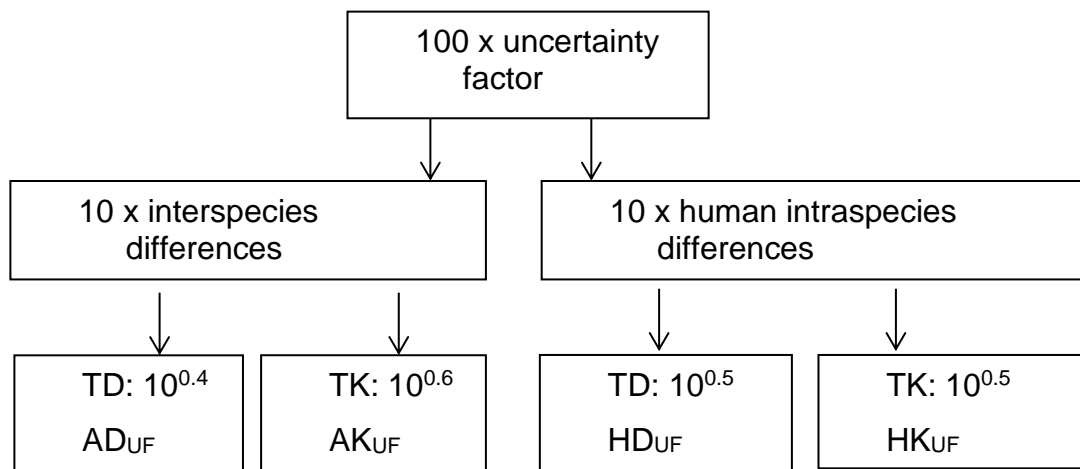 100 x uncertainty
factor
10 x interspecies
differences
10 x human intraspecies
differences
TD: 10^0.4
AD_UF
TK: 10^0.6
AK_UF
TD: 10^0.5
HD_UF
TK: 10^0.5
HK_UF